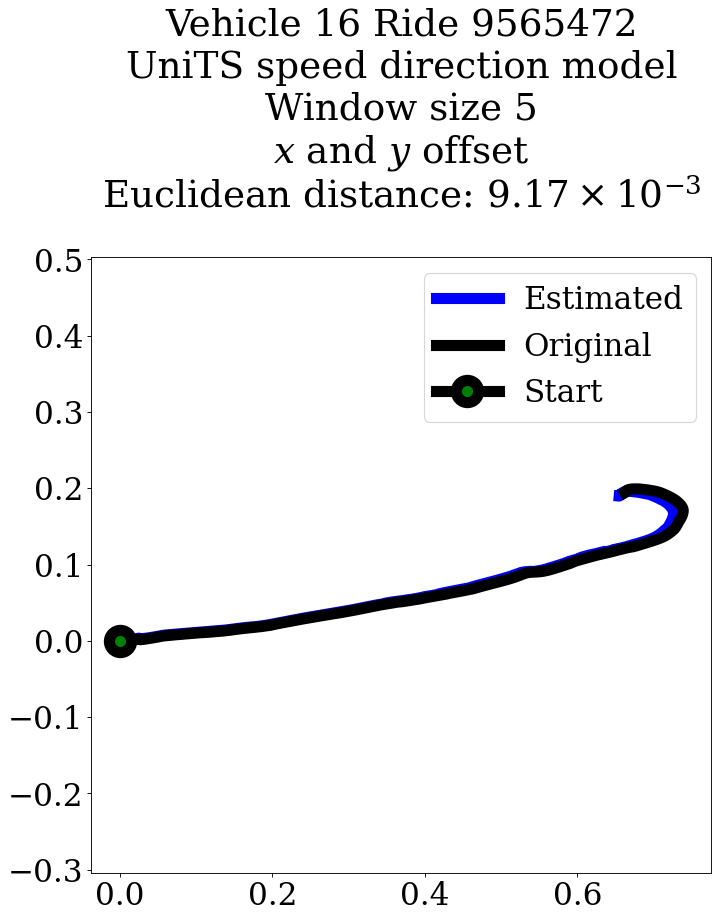 Vehicle 16 Ride 9565472
UniTS speed direction model
Window size 5
x and y offset
Euclidean distance: 9.17 × 10⁻³
Estimated
Original
Start
0.5
0.4
0.3
0.2
0.1
0.0
−0.1
−0.2
−0.3
0.0 0.2 0.4 0.6